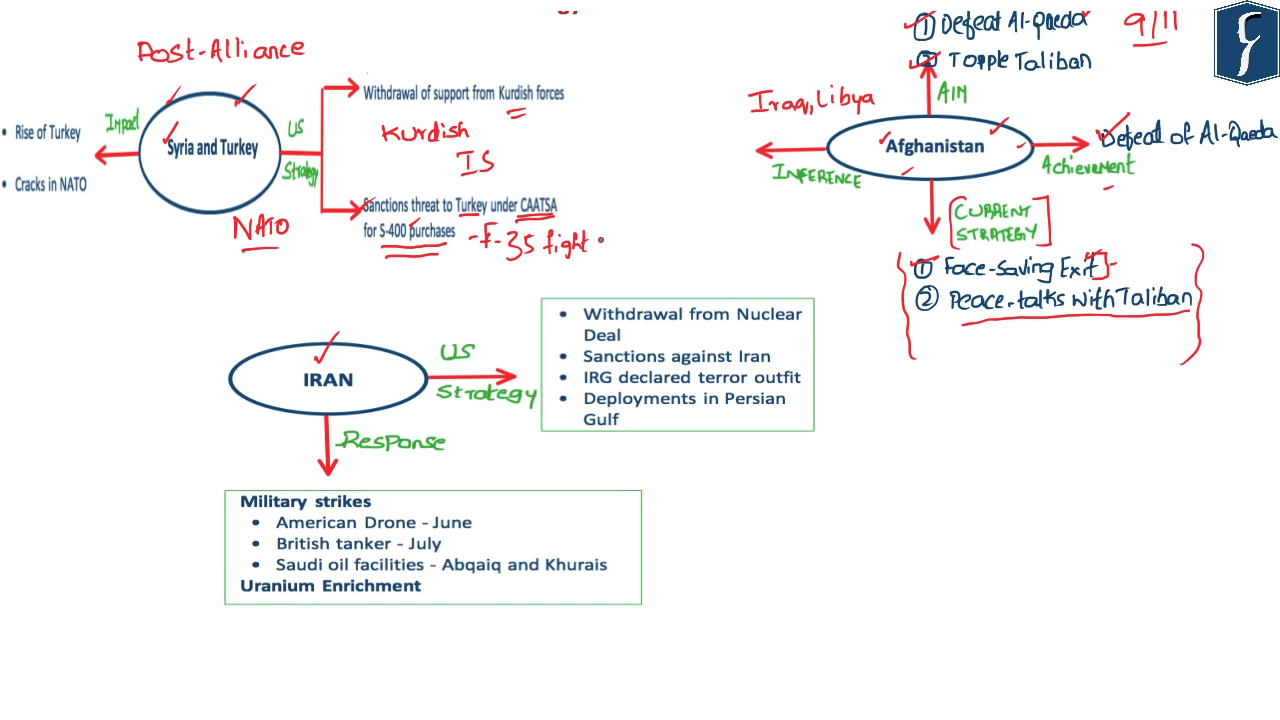 Post-Alliance
Impact
• Rise of Turkey
• Cracks in NATO
Syria and Turkey
NATO
US
Strategy
Withdrawal of support from Kurdish forces
Kurdish
IS
Sanctions threat to Turkey under CAATSA
for S-400 purchases
-F-35 fight
① Defeat Al-Qaeda
② Topple Taliban
9/11
AIM
Iraq, Libya
Afghanistan
INFERENCE
Defeat of Al-Qaeda
Achievement
CURRENT
STRATEGY
① Face-saving Exit
② Peace-talks with Taliban
IRAN
US
Strategy
• Withdrawal from Nuclear
Deal
• Sanctions against Iran
• IRG declared terror outfit
• Deployments in Persian
Gulf
Response
Military strikes
• American Drone - June
• British tanker - July
• Saudi oil facilities - Abqaiq and Khurais
Uranium Enrichment